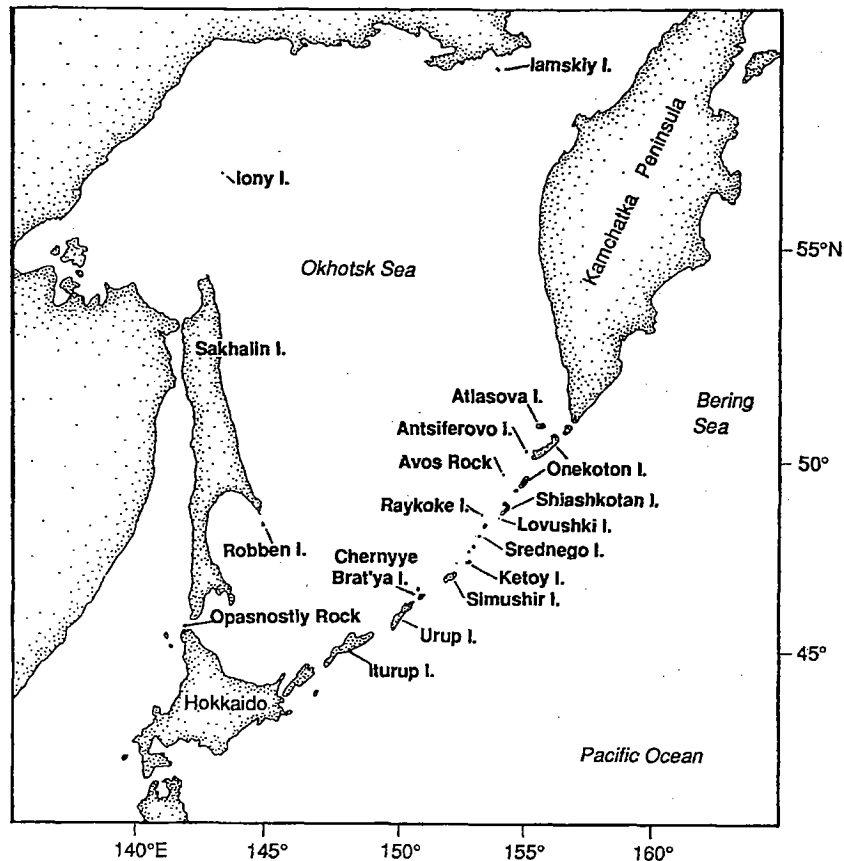 Iamskiy I.
Iony I.
Kamchatka Peninsula
55°N
Okhotsk Sea
Sakhalin I.
Atlasova I.
Bering
Sea
Antsiferovo I.
Avos Rock
50°
Onekoton I.
Raykoke I.
Shiashkotan I.
Lovushki I.
Robben I.
Srednego I.
Chernyye
Brat'ya I.
Ketoy I.
Simushir I.
Opasnostiy Rock
Urup I.
45°
Iturup I.
Hokkaido
Pacific Ocean
140°E
145°
150°
155°
160°